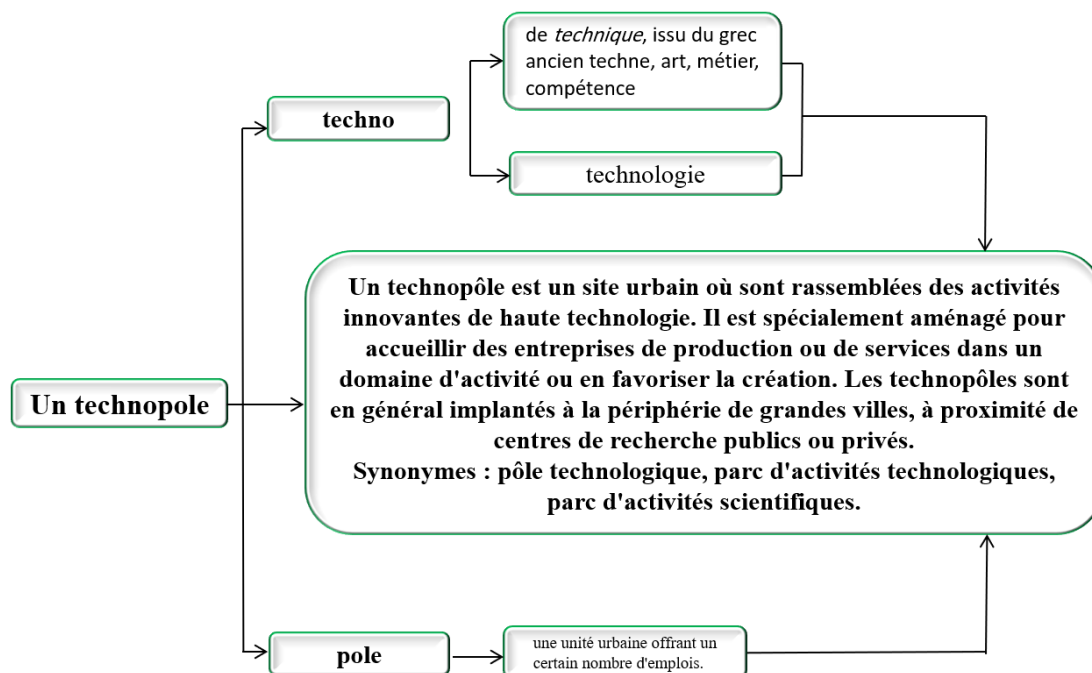 de technique, issu du grec
ancien techne, art, métier,
compétence
techno
technologie
Un technopôle est un site urbain où sont rassemblées des activités
innovantes de haute technologie. Il est spécialement aménagé pour
accueillir des entreprises de production ou de services dans un
domaine d'activité ou en favoriser la création. Les technopôles sont
en général implantés à la périphérie de grandes villes, à proximité de
centres de recherche publics ou privés.
Synonymes : pôle technologique, parc d'activités technologiques,
parc d'activités scientifiques.
Un technopole
pole
une unité urbaine offrant un
certain nombre d'emplois.